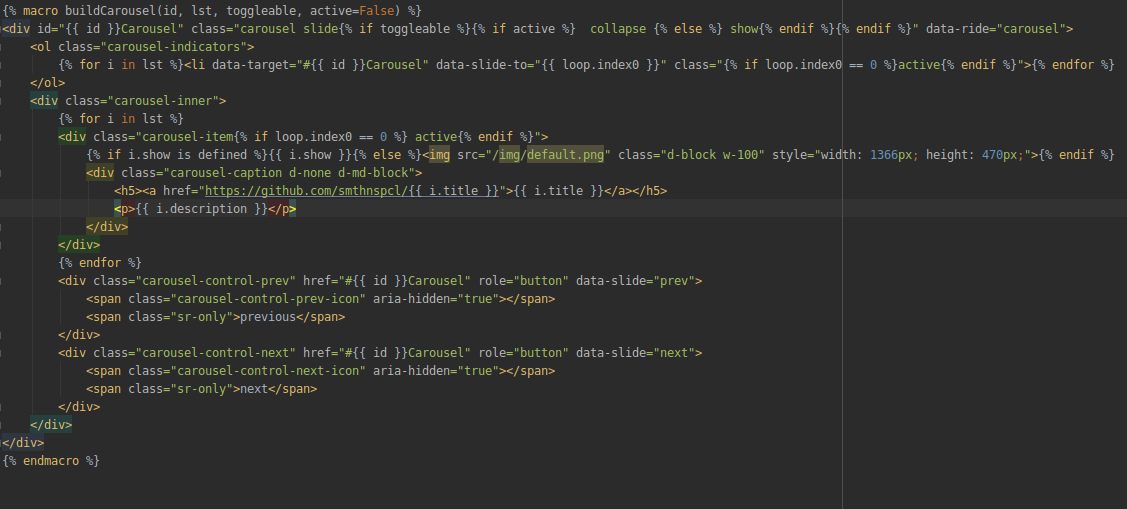 {% macro buildCarousel(id, lst, toggleable, active=False) %}
<div id="{{ id }}Carousel" class="carousel slide{% if toggleable %}{% if active %}  collapse {% else %} show{% endif %}{% endif %}" data-ride="carousel">
    <ol class="carousel-indicators">
        {% for i in lst %}<li data-target="#{{ id }}Carousel" data-slide-to="{{ loop.index0 }}" class="{% if loop.index0 == 0 %}active{% endif %}">{% endfor %}
    </ol>
    <div class="carousel-inner">
        {% for i in lst %}
        <div class="carousel-item{% if loop.index0 == 0 %} active{% endif %}">
            {% if i.show is defined %}{{ i.show }}{% else %}<img src="/img/default.png" class="d-block w-100" style="width: 1366px; height: 470px;">{% endif %}
            <div class="carousel-caption d-none d-md-block">
                <h5><a href="https://github.com/smthnspcl/{{ i.title }}">{{ i.title }}</a></h5>
                <p>{{ i.description }}</p>
            </div>
        </div>
        {% endfor %}
        <div class="carousel-control-prev" href="#{{ id }}Carousel" role="button" data-slide="prev">
            <span class="carousel-control-prev-icon" aria-hidden="true"></span>
            <span class="sr-only">previous</span>
        </div>
        <div class="carousel-control-next" href="#{{ id }}Carousel" role="button" data-slide="next">
            <span class="carousel-control-next-icon" aria-hidden="true"></span>
            <span class="sr-only">next</span>
        </div>
    </div>
</div>
{% endmacro %}